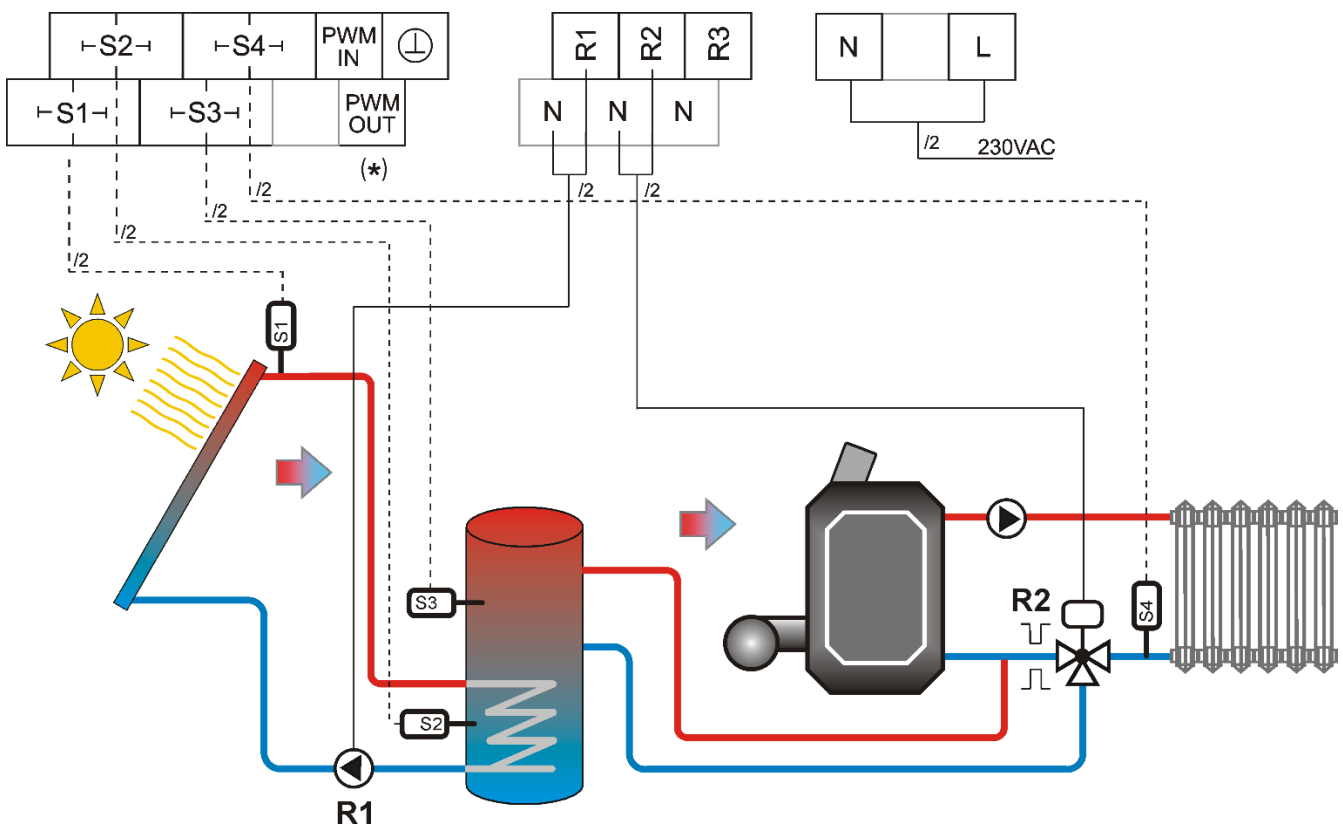 S2
S4
PWM
IN
S1
S3
PWM
OUT
(*)
R1
R2
R3
N
N
N
N
L
/2
230VAC
/2
/2
/2
/2
/2
/2
S1
S3
S2
R1
R2
S4